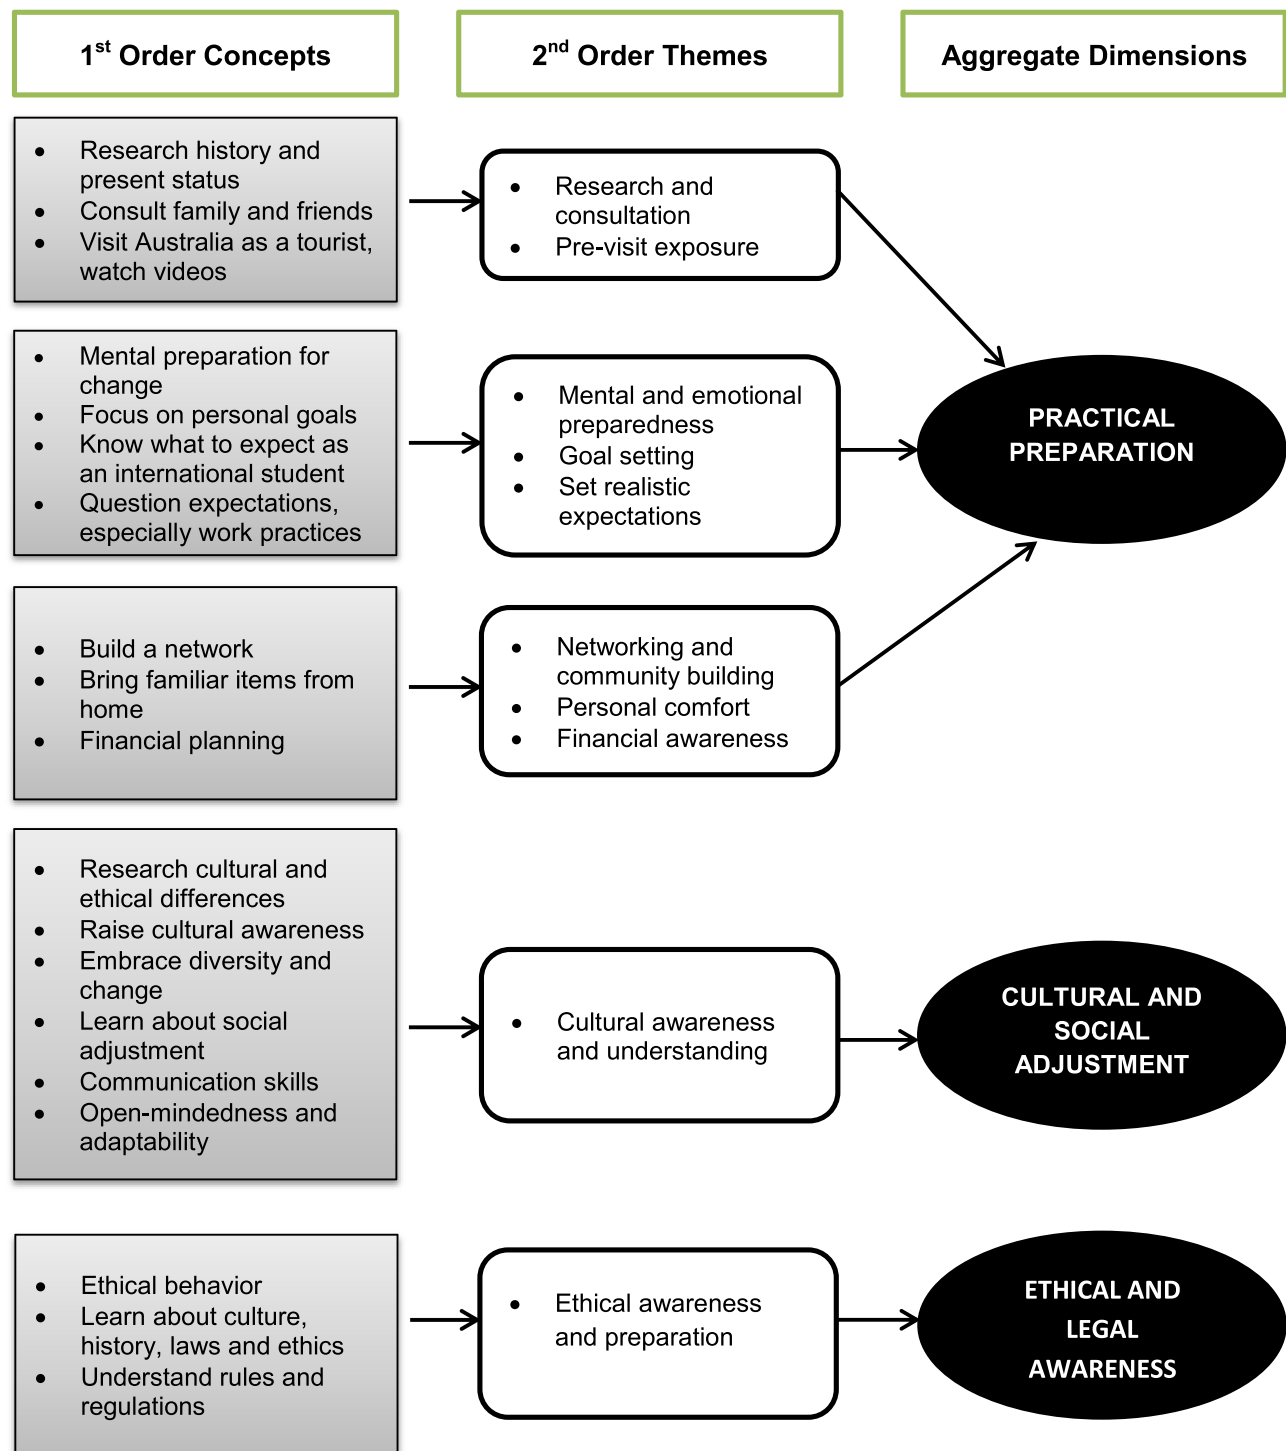 1st Order Concepts
2nd Order Themes
Aggregate Dimensions
• Research history and
present status
• Consult family and friends
• Visit Australia as a tourist,
watch videos
• Research and
consultation
• Pre-visit exposure
• Mental preparation for
change
• Focus on personal goals
• Know what to expect as
an international student
• Question expectations,
especially work practices
• Mental and emotional
preparedness
• Goal setting
• Set realistic
expectations
PRACTICAL
PREPARATION
• Build a network
• Bring familiar items from
home
• Financial planning
• Networking and
community building
• Personal comfort
• Financial awareness
• Research cultural and
ethical differences
• Raise cultural awareness
• Embrace diversity and
change
• Learn about social
adjustment
• Communication skills
• Open-mindedness and
adaptability
• Cultural awareness
and understanding
CULTURAL AND
SOCIAL
ADJUSTMENT
• Ethical behavior
• Learn about culture,
history, laws and ethics
• Understand rules and
regulations
• Ethical awareness
and preparation
ETHICAL AND
LEGAL
AWARENESS